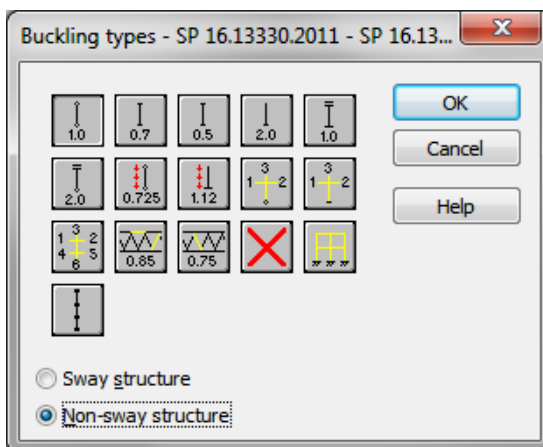 Buckling types - SP 16.13330.2011 - SP 16.13...
1.0 0.7 0.5 2.0 1.0
OK
Cancel
2.0 0.725 1.12 1 3 2 1 3 2
Help
1 3 2 4 5 6 0.85 0.75
Sway structure
Non-sway structure